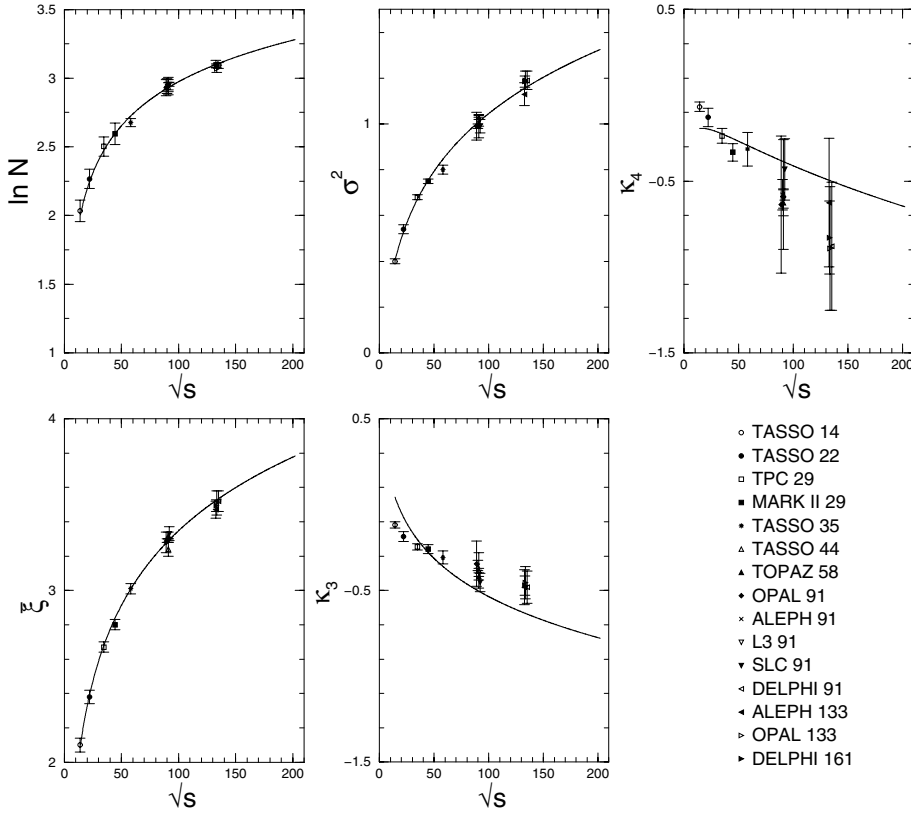 3.5
3
2.5
2
1.5
1
0 50 100 150 200
ln N
√s
1
0
0 50 100 150 200
σ²
√s
0.5
−0.5
−1.5
0 50 100 150 200
κ₄
√s
4
3
2
0 50 100 150 200
ξ
√s
0.5
−0.5
−1.5
0 50 100 150 200
κ₃
√s
TASSO 14
TASSO 22
TPC 29
MARK II 29
TASSO 35
TASSO 44
TOPAZ 58
OPAL 91
ALEPH 91
L3 91
SLC 91
DELPHI 91
ALEPH 133
OPAL 133
DELPHI 161